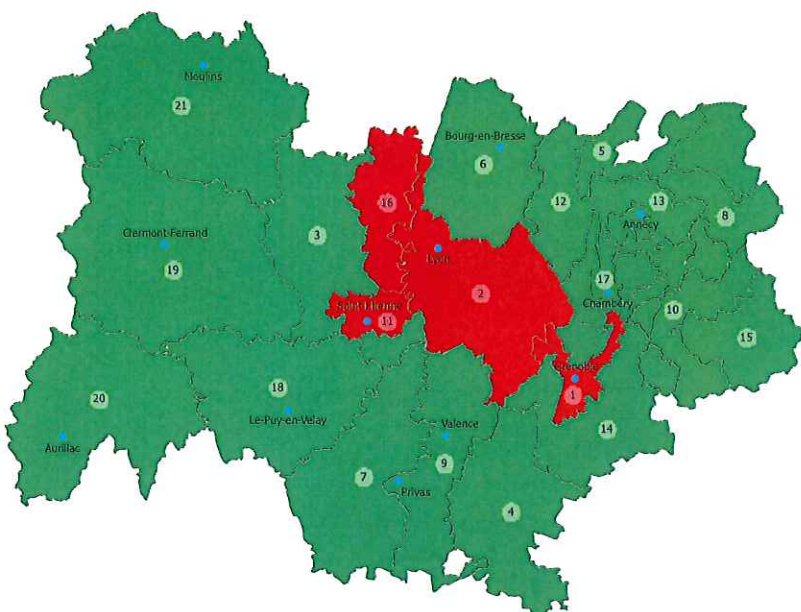 Moulins
21
Bourg-en-Bresse
6
5
12
13
8
Annecy
16
3
Clermont-Ferrand
19
Lyon
2
17
Chambéry
10
15
Saint-Etienne
11
Grenoble
1
18
Le-Puy-en-Velay
20
Aurillac
14
Valence
9
7
Privas
4